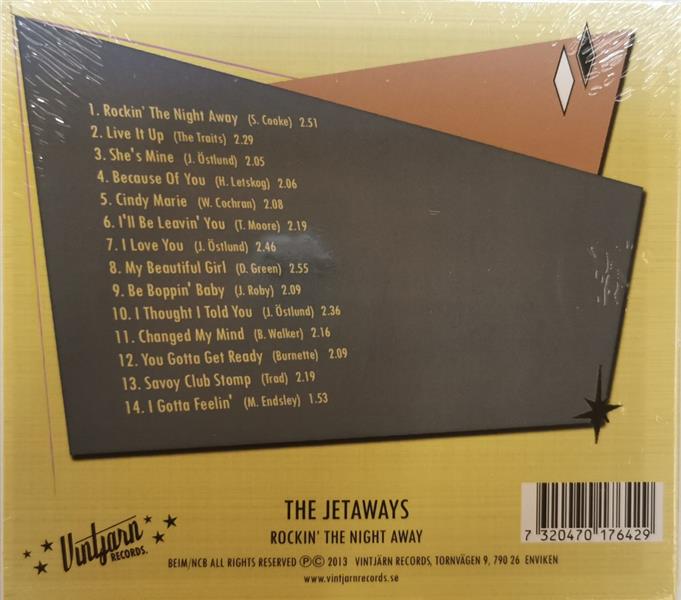 1. Rockin' The Night Away (S. Cooke) 2.51
2. Live It Up (The Traits) 2.29
3. She's Mine (J. Östlund) 2.05
4. Because Of You (H. Letskog) 2.06
5. Cindy Marie (W. Cochran) 2.08
6. I'll Be Leavin' You (T. Moore) 2.19
7. I Love You (J. Östlund) 2.46
8. My Beautiful Girl (D. Green) 2.55
9. Be Boppin' Baby (J. Roby) 2.09
10. I Thought I Told You (J. Östlund) 2.36
11. Changed My Mind (B. Walker) 2.16
12. You Gotta Get Ready (Burnette) 2.09
13. Savoy Club Stomp (Trad) 2.19
14. I Gotta Feelin' (M. Endsley) 1.53
Vintjärn
RECORDS.
THE JETAWAYS
ROCKIN' THE NIGHT AWAY
BEIM/NCB ALL RIGHTS RESERVED ℗© 2013 VINTJÄRN RECORDS, TORNVÄGEN 9, 790 26 ENVIKEN
www.vintjarnrecords.se
7 320470 176429